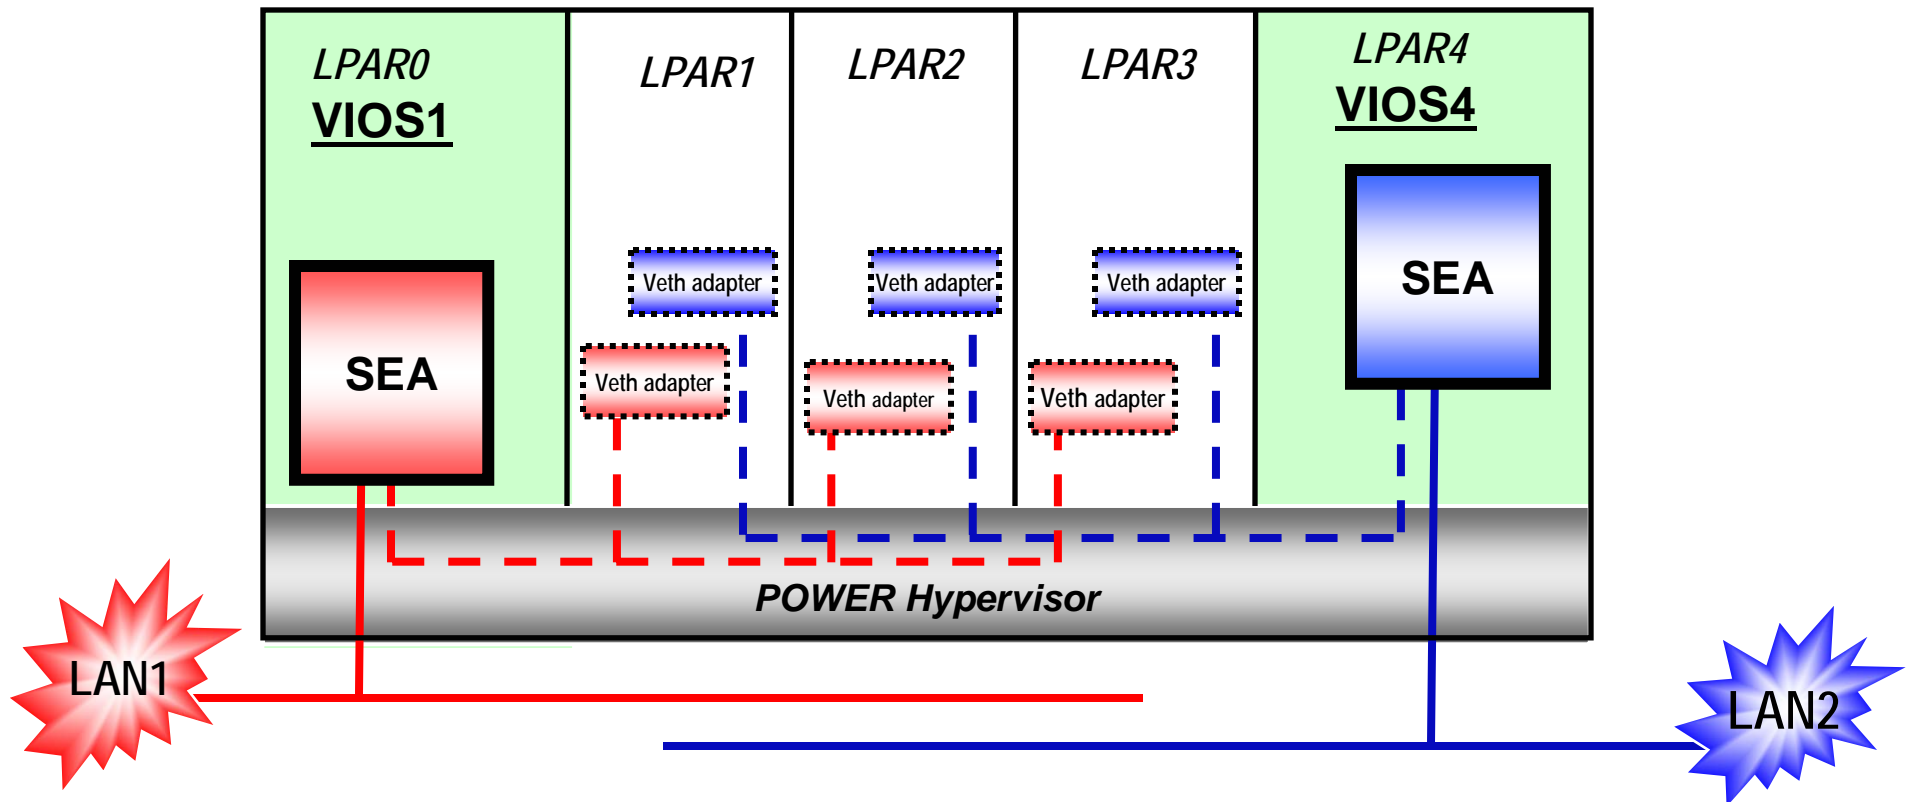 LPAR0
VIOS1
LPAR1
LPAR2
LPAR3
LPAR4
VIOS4
Veth adapter
Veth adapter
Veth adapter
SEA
SEA
Veth adapter
Veth adapter
Veth adapter
POWER Hypervisor
LAN1
LAN2